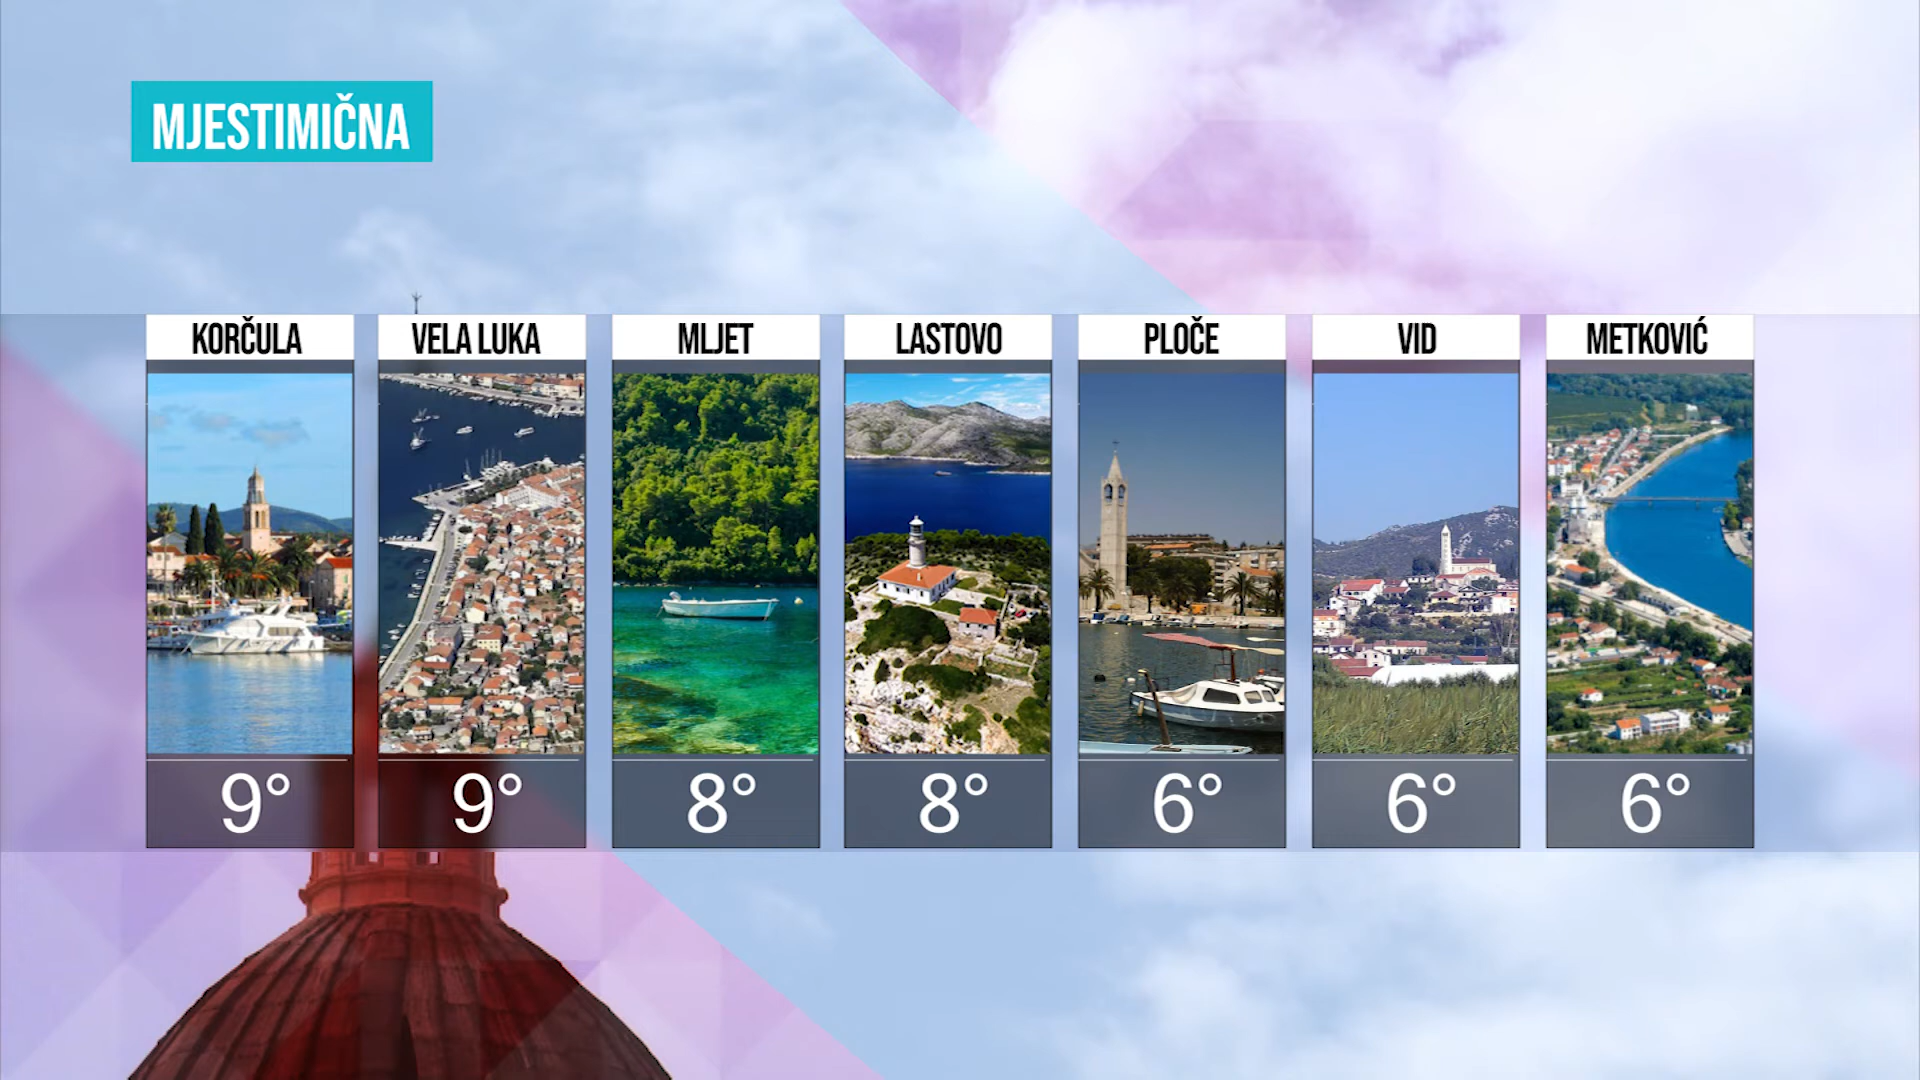 MJESTIMIČNA
KORČULA
VELA LUKA
MLJET
LASTOVO
PLOČE
VID
METKOVIĆ
9°
9°
8°
8°
6°
6°
6°